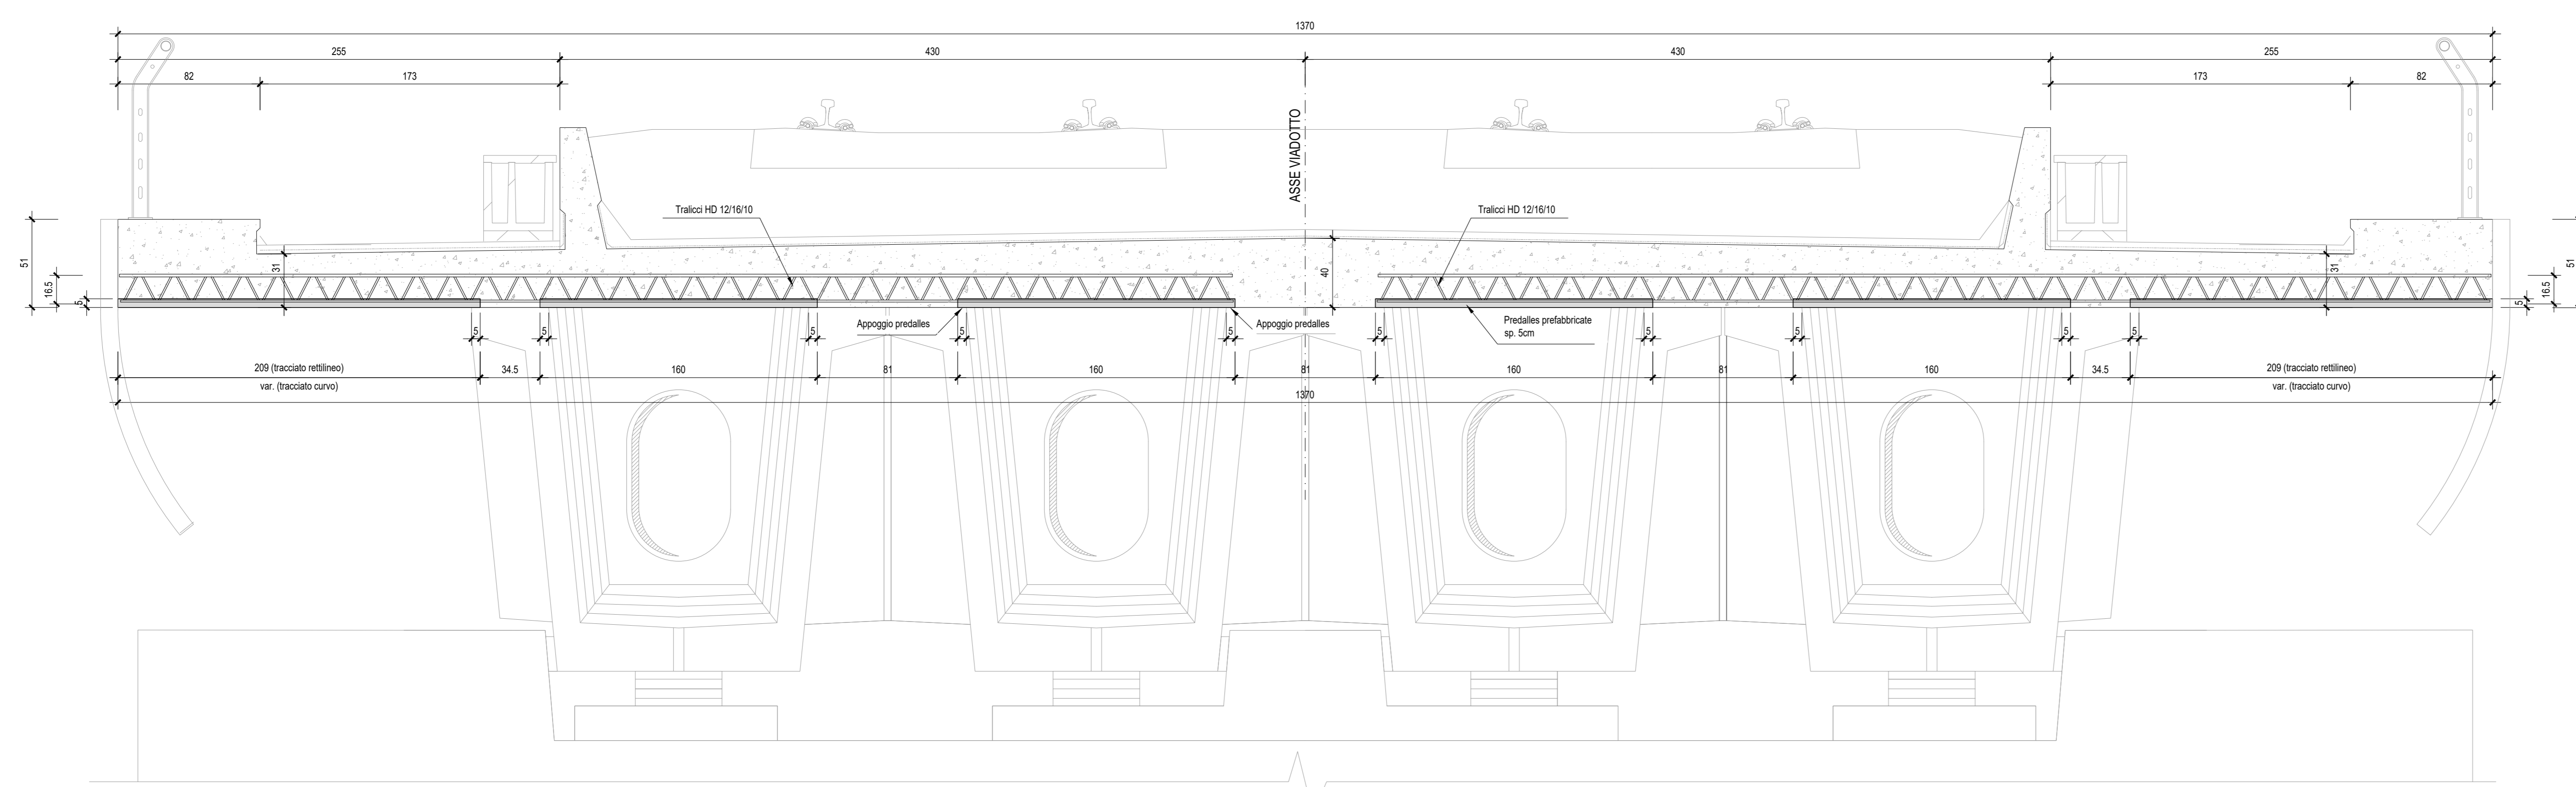 1370
255 430 430 255
82 173 173 82
ASSE VIADOTTO
Tralicci HD 12/16/10 Tralicci HD 12/16/10
51 16.5 5 31 40 31 5 16.5 51
Appoggio predalles Appoggio predalles Predalles prefabbricate
sp. 5cm
5 5 5 5 5 5 5 5 5 5
209 (tracciato rettilineo) 34.5 160 81 160 81 160 81 160 34.5 209 (tracciato rettilineo)
var. (tracciato curvo) var. (tracciato curvo)
1370